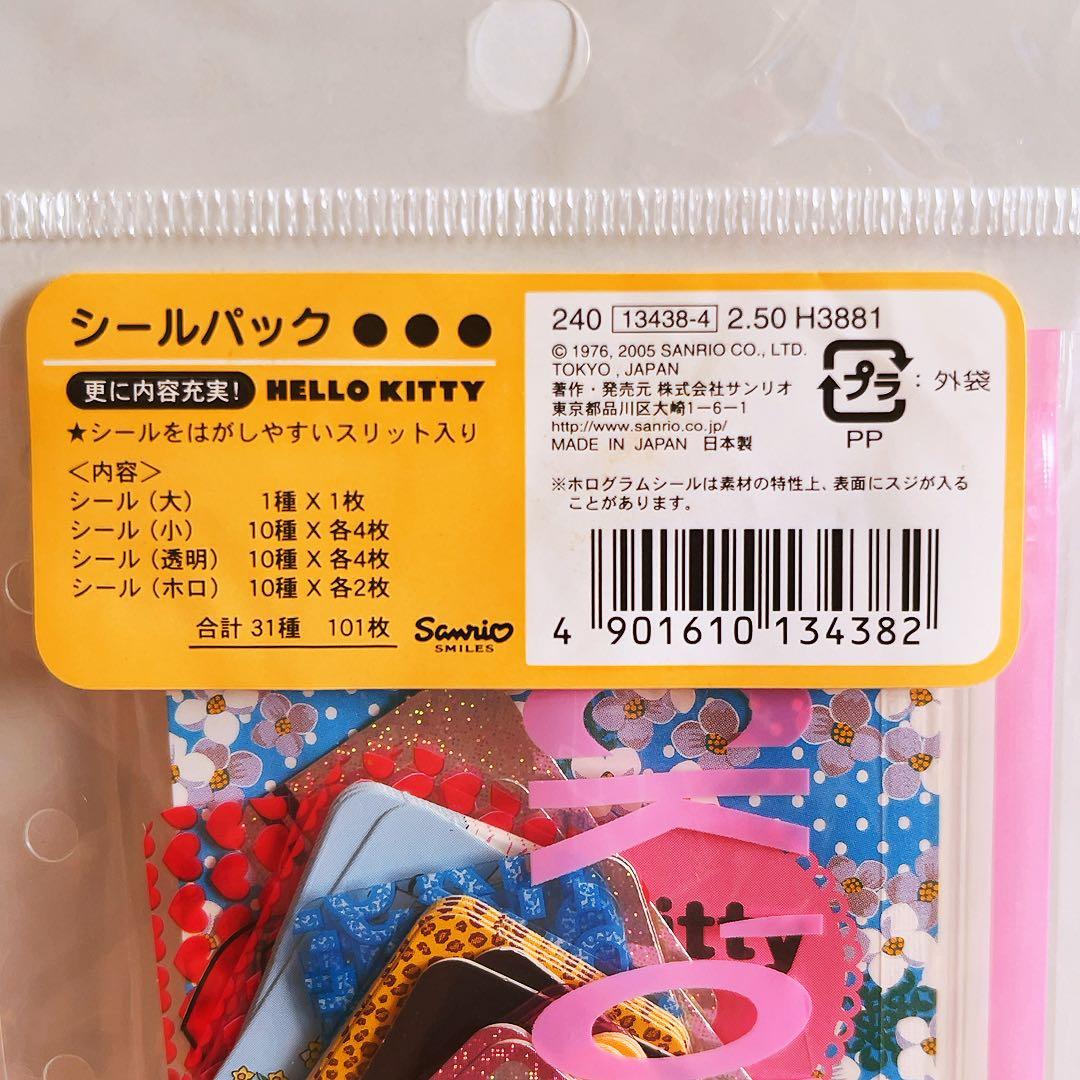 シールパック ●●●
更に内容充実! HELLO KITTY
★シールをはがしやすいスリット入り
＜内容＞
シール（大） 1種 X 1枚
シール（小） 10種 X 各4枚
シール（透明） 10種 X 各4枚
シール（ホロ） 10種 X 各2枚
合計 31種 101枚
Sanrio
SMILES
240 13438-4 2.50 H3881
© 1976, 2005 SANRIO CO., LTD.
TOKYO , JAPAN
著作・発売元 株式会社サンリオ
東京都品川区大崎1－6－1
http://www.sanrio.co.jp/
MADE IN JAPAN 日本製
プラ : 外袋
PP
※ホログラムシールは素材の特性上、表面にスジが入る
ことがあります。
4 901610 134382
itty